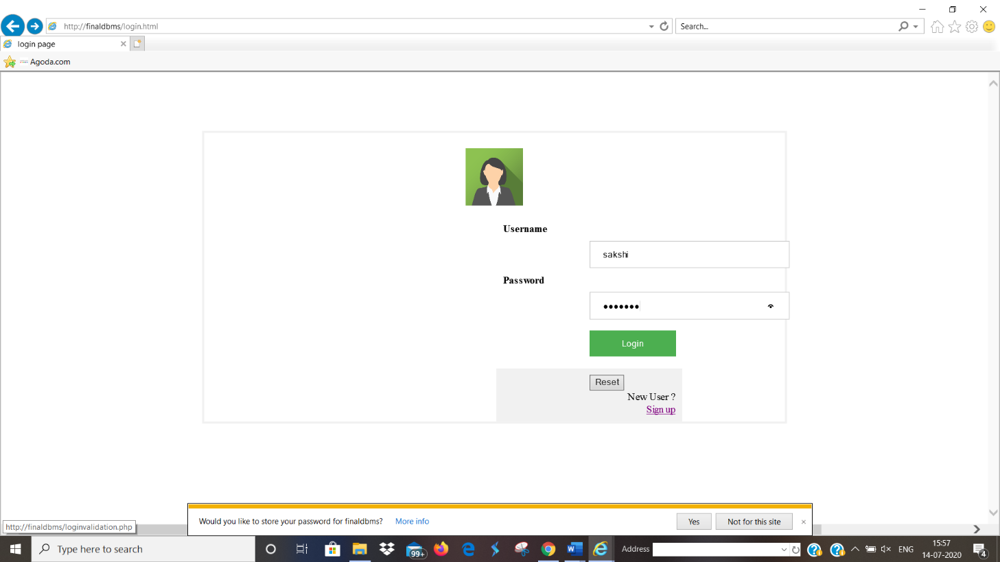 http://finaldbms/login.html
Search...
login page
Agoda.com
Username
sakshi
Password
Login
Reset
New User ?
Sign up
Would you like to store your password for finaldbms? More info Yes Not for this site
http://finaldbms/loginvalidation.php
Type here to search
99+
Address
ENG
15:57
14-07-2020
4